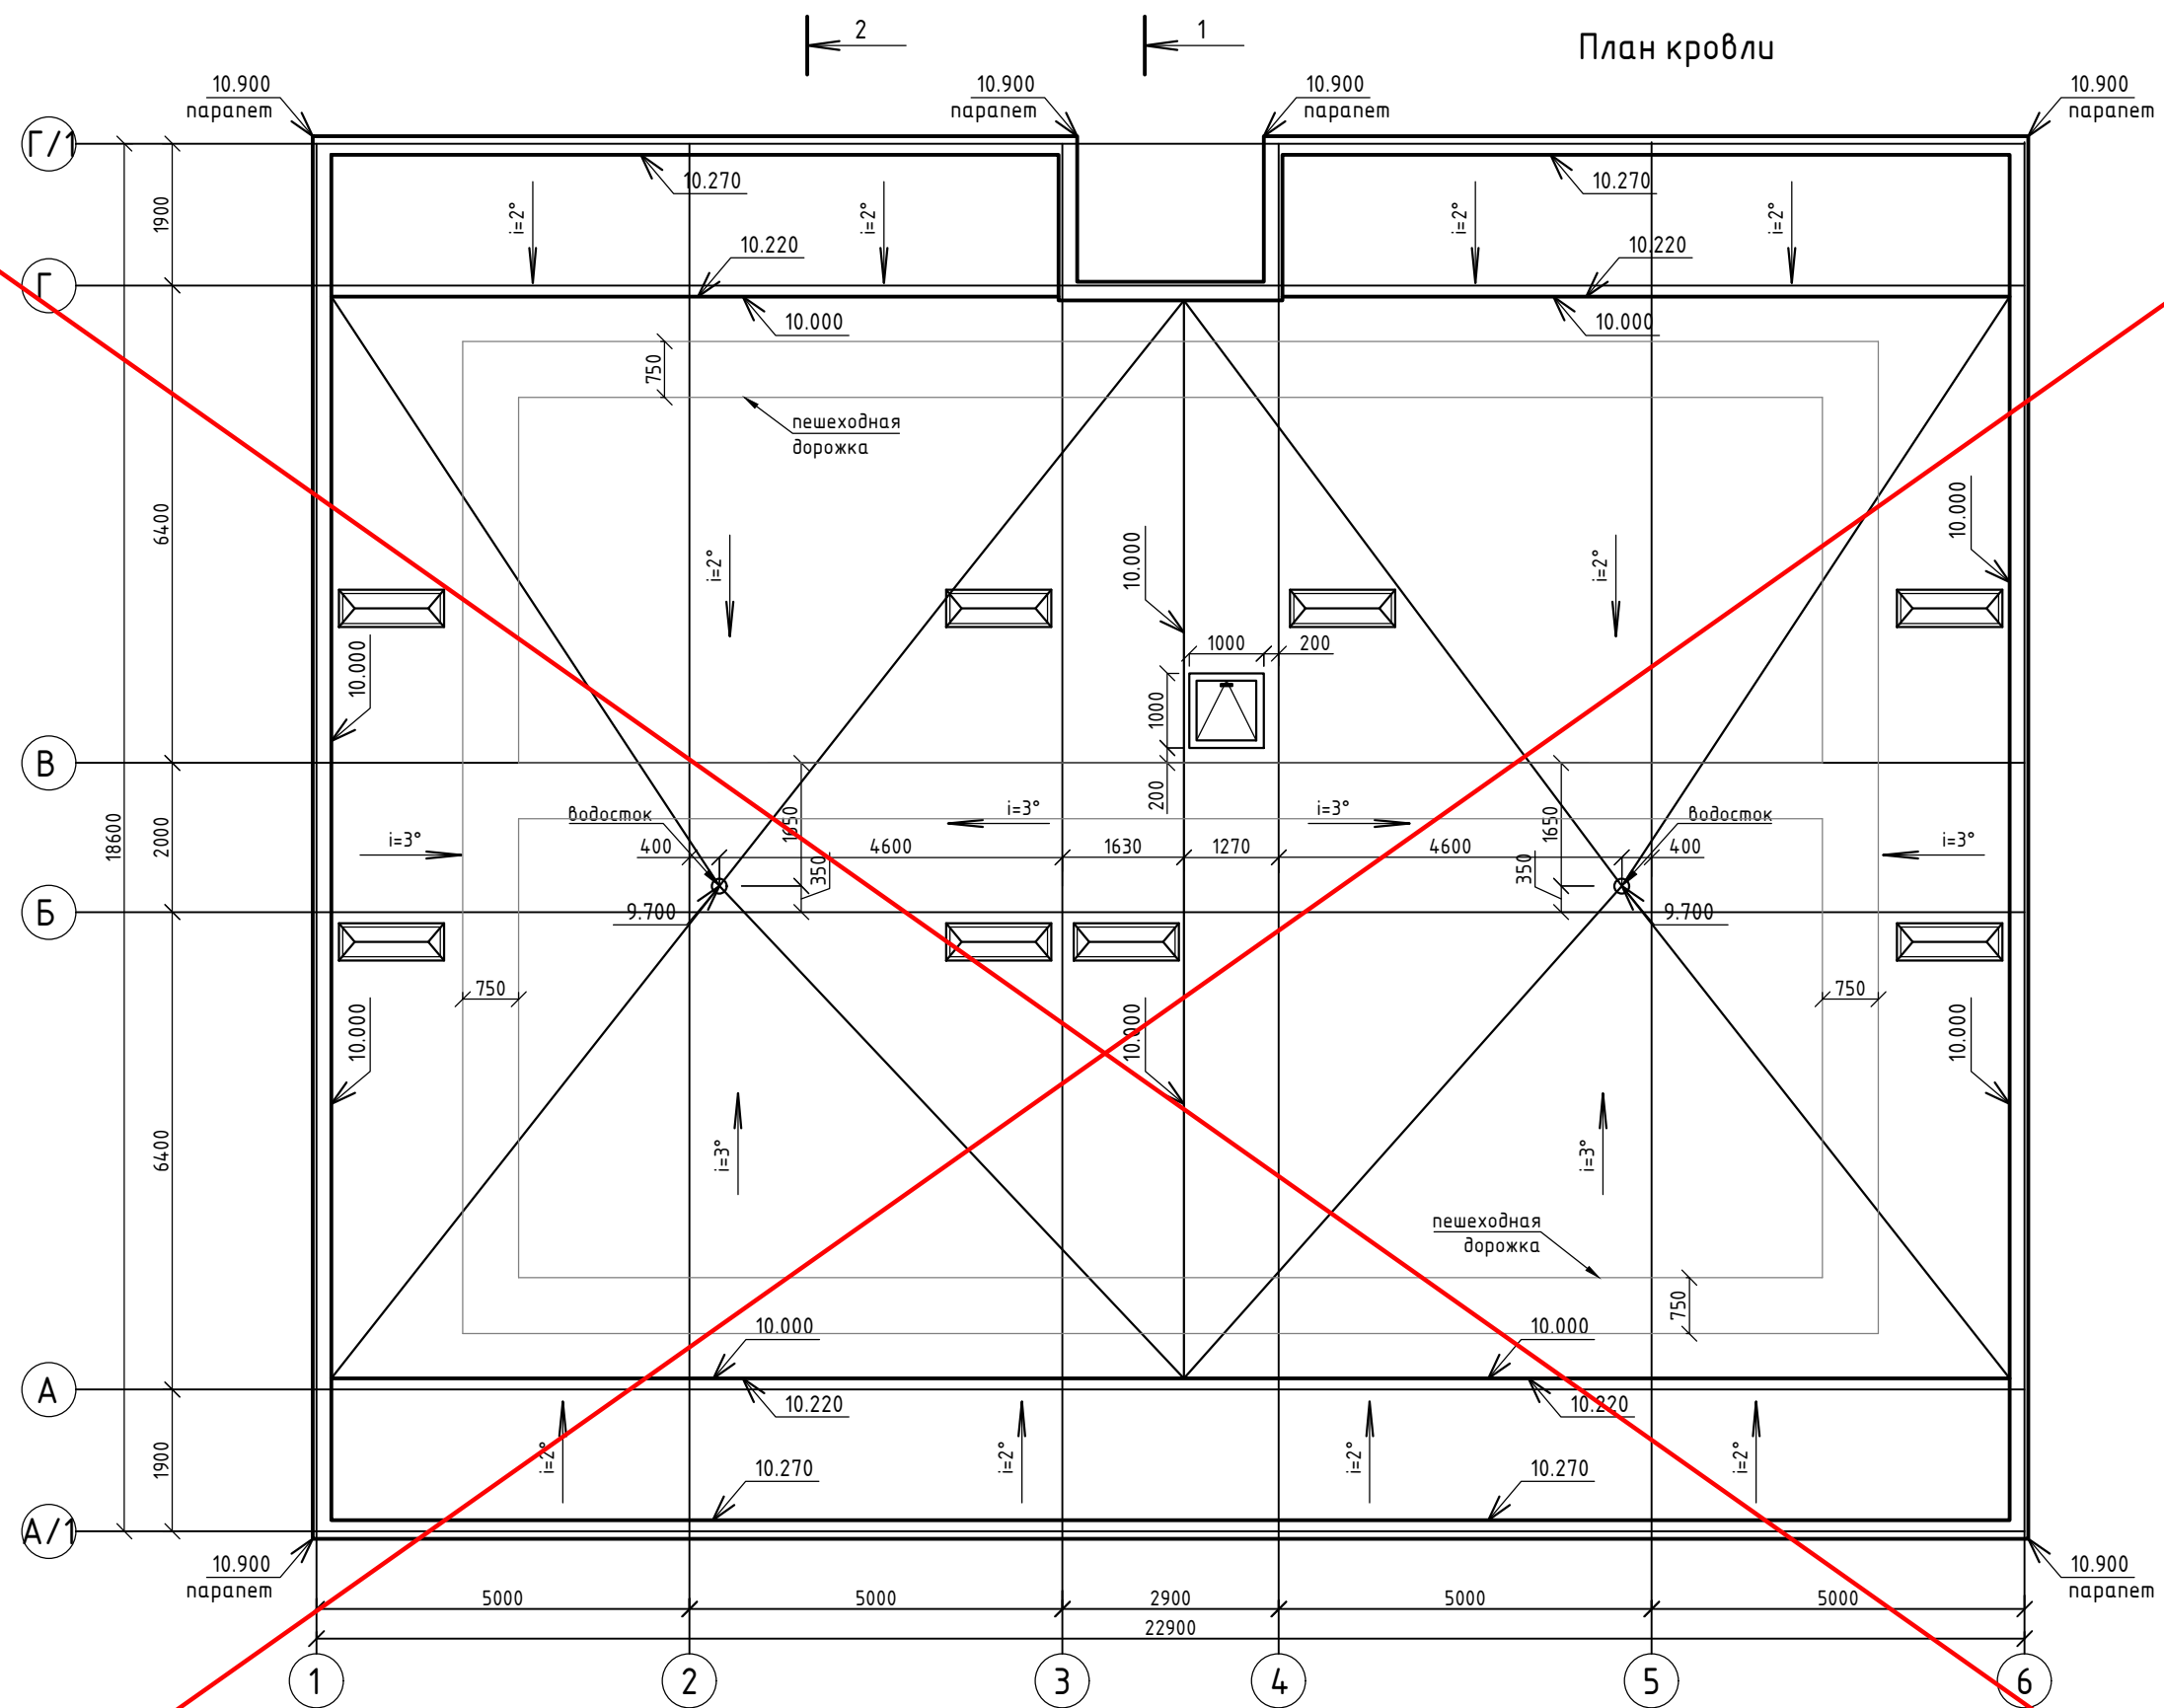 2
1
План кровли
10.900
парапет
10.900
парапет
10.900
парапет
10.900
парапет
Г/1
10.270
10.270
1900
i=2°
i=2°
i=2°
i=2°
10.220
10.220
Г
10.000
10.000
750
пешеходная
дорожка
6400
10.000
10.000
i=2°
i=2°
10.000
1000
200
1000
В
200
18600
2000
водосток
1650
i=3°
i=3°
1650
водосток
i=3°
i=3°
400
4600
1630
1270
4600
400
350
350
9.700
9.700
Б
750
750
10.000
10.000
10.000
6400
i=3°
i=3°
пешеходная
дорожка
750
10.000
10.000
А
10.220
10.220
1900
i=2°
i=2°
i=2°
i=2°
10.270
10.270
А/1
10.900
парапет
10.900
парапет
5000
5000
2900
5000
5000
22900
1
2
3
4
5
6